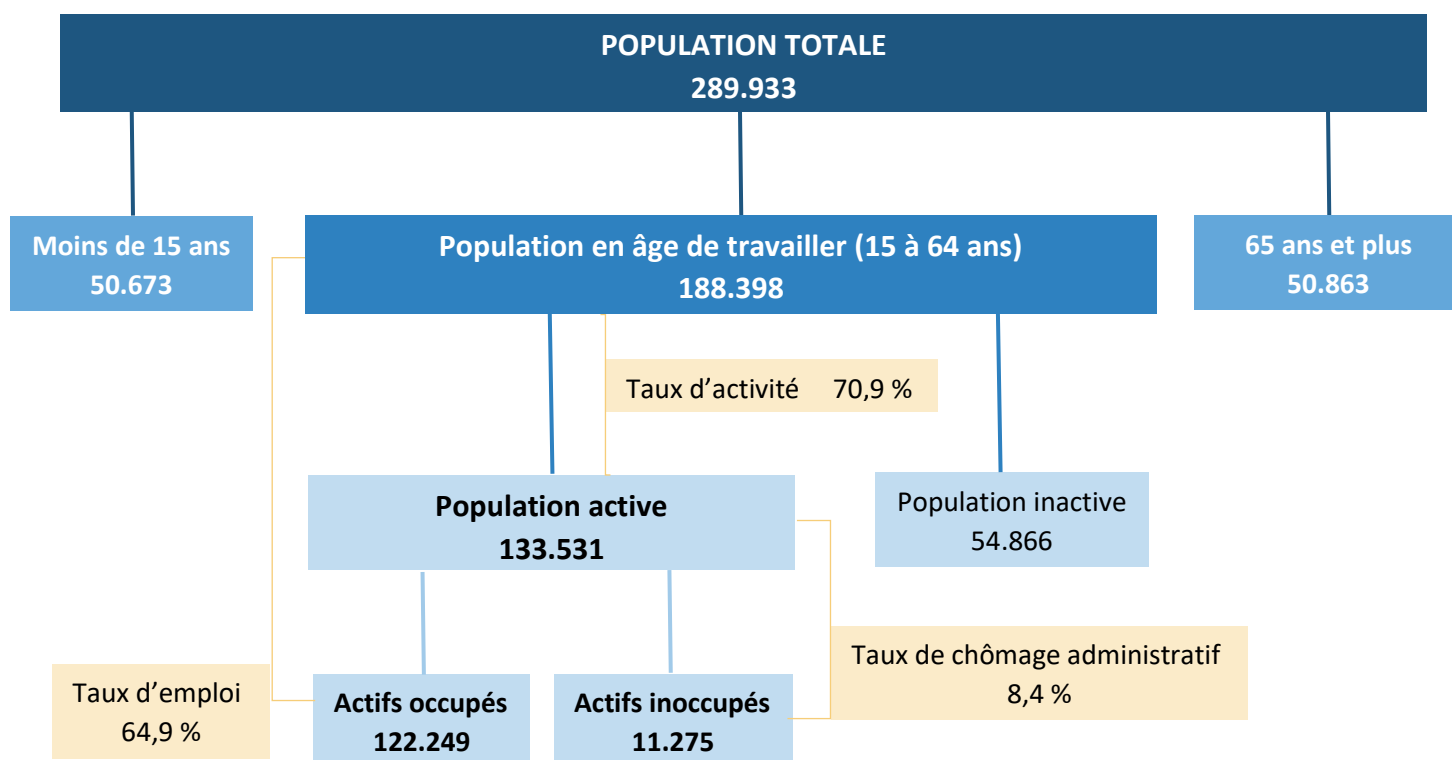 POPULATION TOTALE
289.933
Moins de 15 ans
50.673
Population en âge de travailler (15 à 64 ans)
188.398
65 ans et plus
50.863
Taux d’activité 70,9 %
Population active
133.531
Population inactive
54.866
Taux d’emploi
64,9 %
Actifs occupés
122.249
Actifs inoccupés
11.275
Taux de chômage administratif
8,4 %